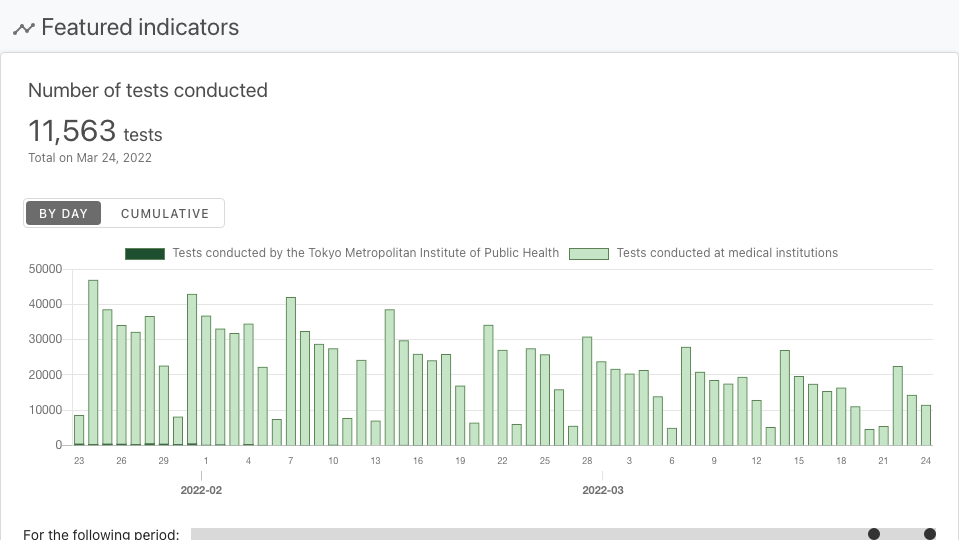 Featured indicators
Number of tests conducted
11,563 tests
Total on Mar 24, 2022
BY DAY CUMULATIVE
Tests conducted by the Tokyo Metropolitan Institute of Public Health Tests conducted at medical institutions
50000
40000
30000
20000
10000
0
23 26 29 1 4 7 10 13 16 19 22 25 28 3 6 9 12 15 18 21 24
2022-02 2022-03
For the following period: